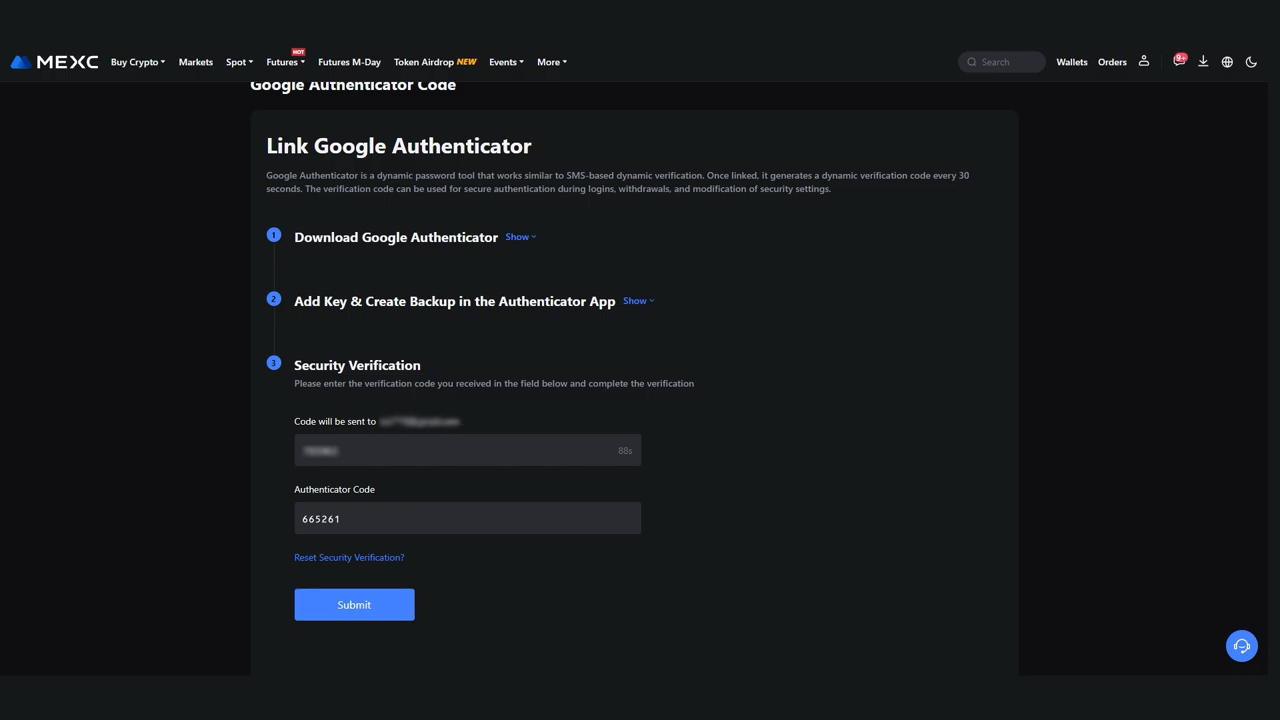 MEXC Buy Crypto Markets Spot Futures HOT Futures M-Day Token Airdrop NEW Events More Search Wallets Orders 9+
Google Authenticator Code
Link Google Authenticator
Google Authenticator is a dynamic password tool that works similar to SMS-based dynamic verification. Once linked, it generates a dynamic verification code every 30
seconds. The verification code can be used for secure authentication during logins, withdrawals, and modification of security settings.
1 Download Google Authenticator Show
2 Add Key & Create Backup in the Authenticator App Show
3 Security Verification
Please enter the verification code you received in the field below and complete the verification
Code will be sent to
88s
Authenticator Code
665261
Reset Security Verification?
Submit